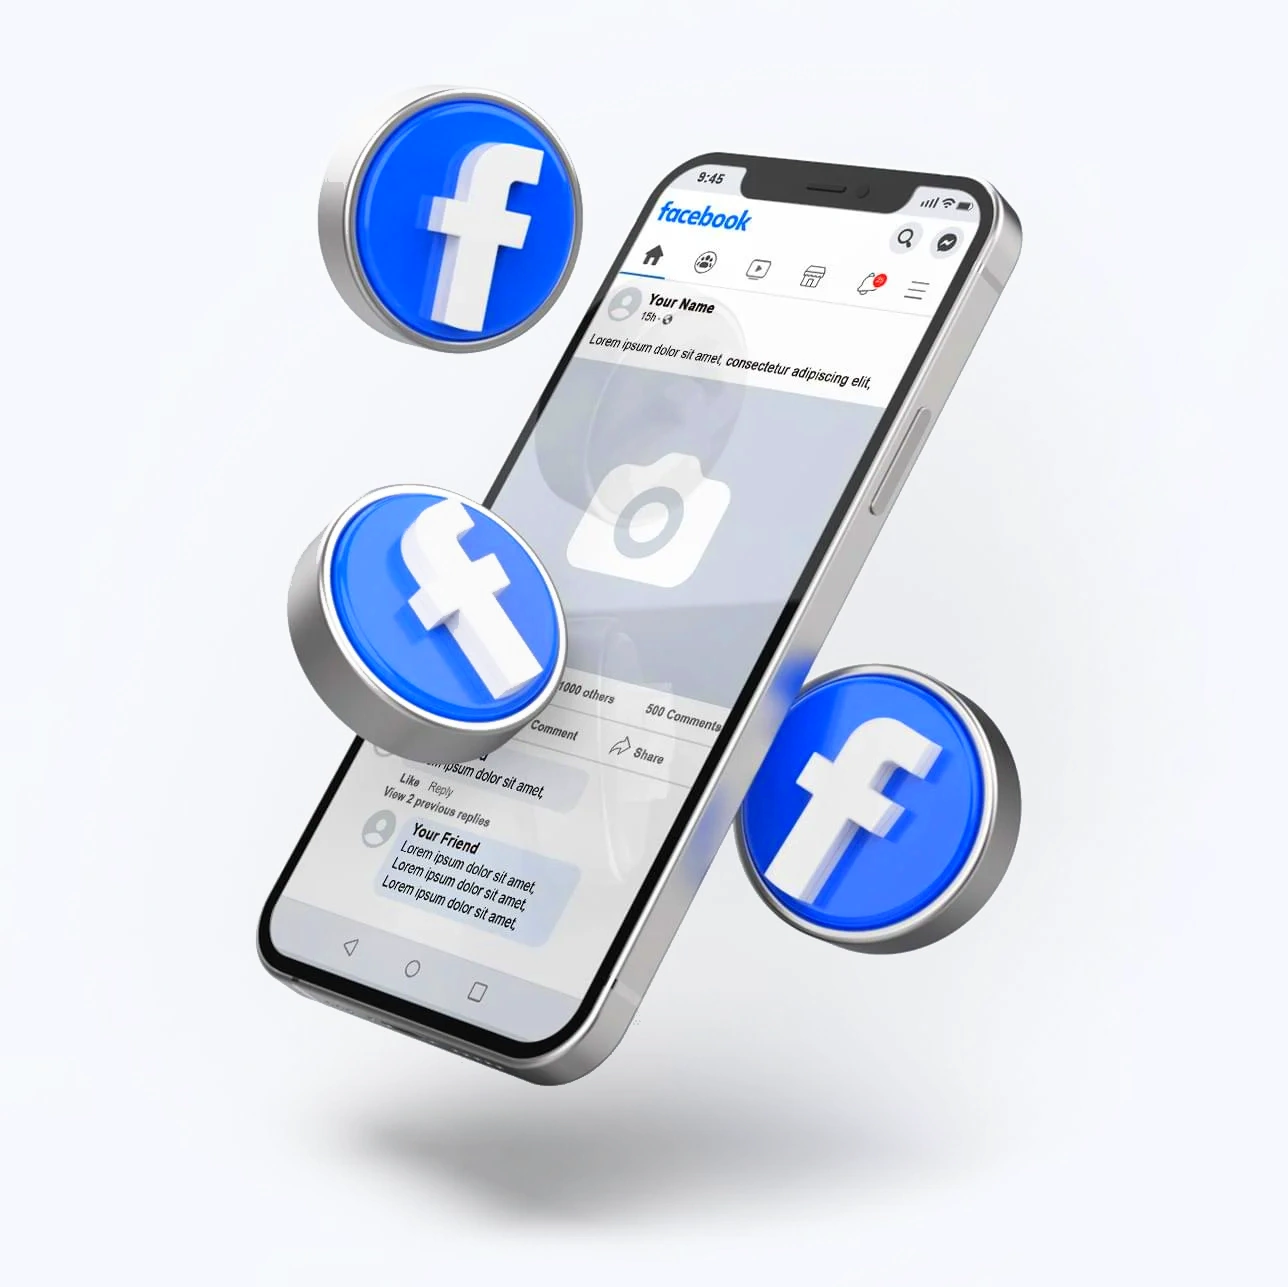 9:45
facebook
Your Name
15h
Lorem ipsum dolor sit amet, consectetur adipiscing elit,
1000 others
500 Comments
Comment
Share
ipsum dolor sit amet,
Like Reply
View 2 previous replies
Your Friend
Lorem ipsum dolor sit amet,
Lorem ipsum dolor sit amet,
Lorem ipsum dolor sit amet,
f
f
f